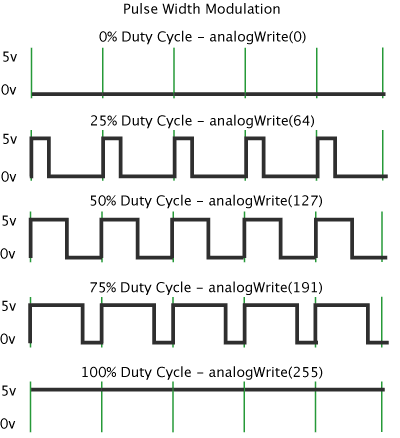 Pulse Width Modulation
0% Duty Cycle – analogWrite(0)
5v
0v
25% Duty Cycle – analogWrite(64)
5v
0v
50% Duty Cycle – analogWrite(127)
5v
0v
75% Duty Cycle – analogWrite(191)
5v
0v
100% Duty Cycle – analogWrite(255)
5v
0v